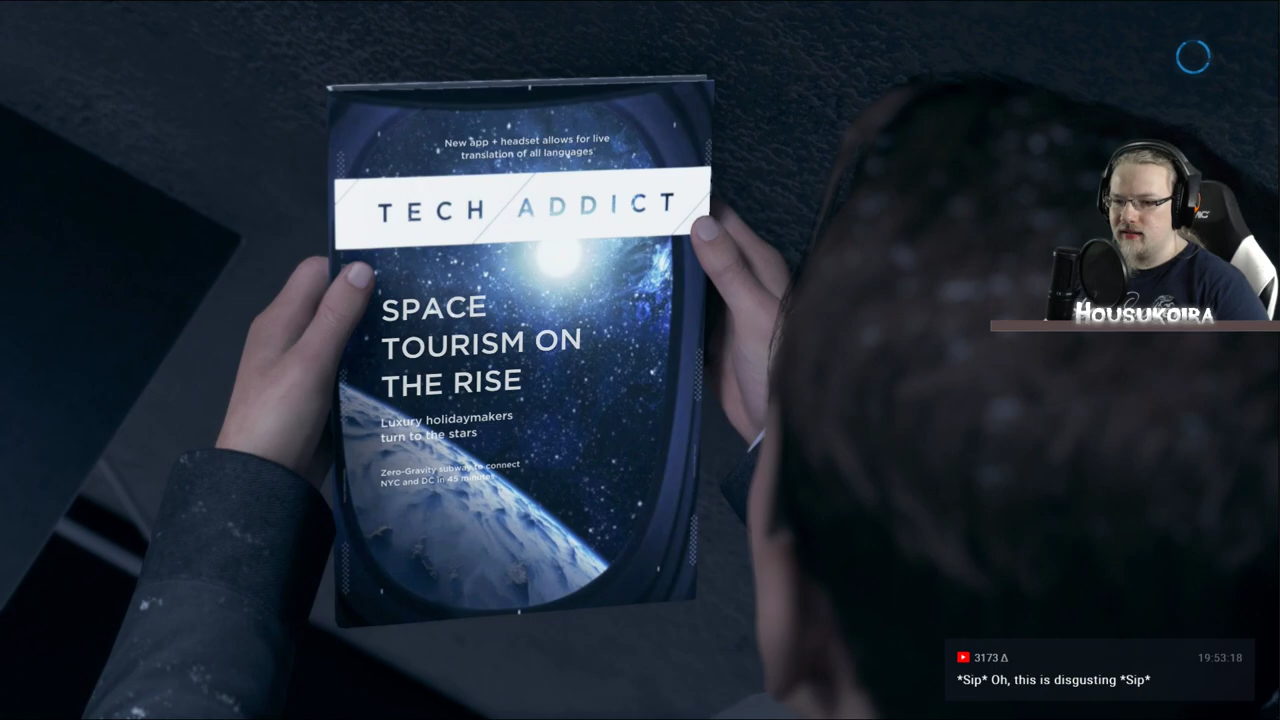 New app + headset allows for live
translation of all languages
TECH ADDICT
SPACE
TOURISM ON
THE RISE
Luxury holidaymakers
turn to the stars
Zero-Gravity subway to connect
NYC and DC in 45 minutes
HOUSUKOIRA
3173 Δ
19:53:18
*Sip* Oh, this is disgusting *Sip*